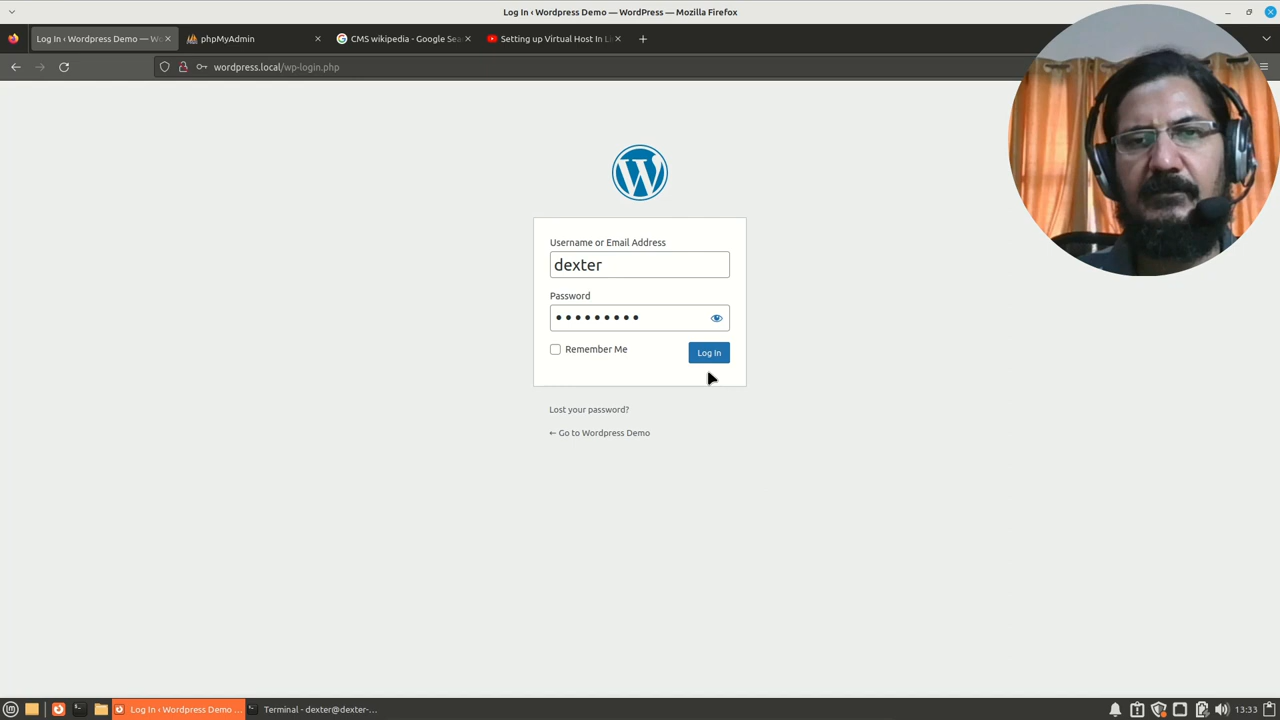 Log In ‹ Wordpress Demo — WordPress — Mozilla Firefox
Log In ‹ Wordpress Demo — Wo
phpMyAdmin
CMS wikipedia - Google Sea
Setting up Virtual Host In Li
wordpress.local/wp-login.php
Username or Email Address
dexter
Password
Remember Me
Log In
Lost your password?
← Go to Wordpress Demo
Log In ‹ Wordpress Demo ...
Terminal - dexter@dexter-...
13:33